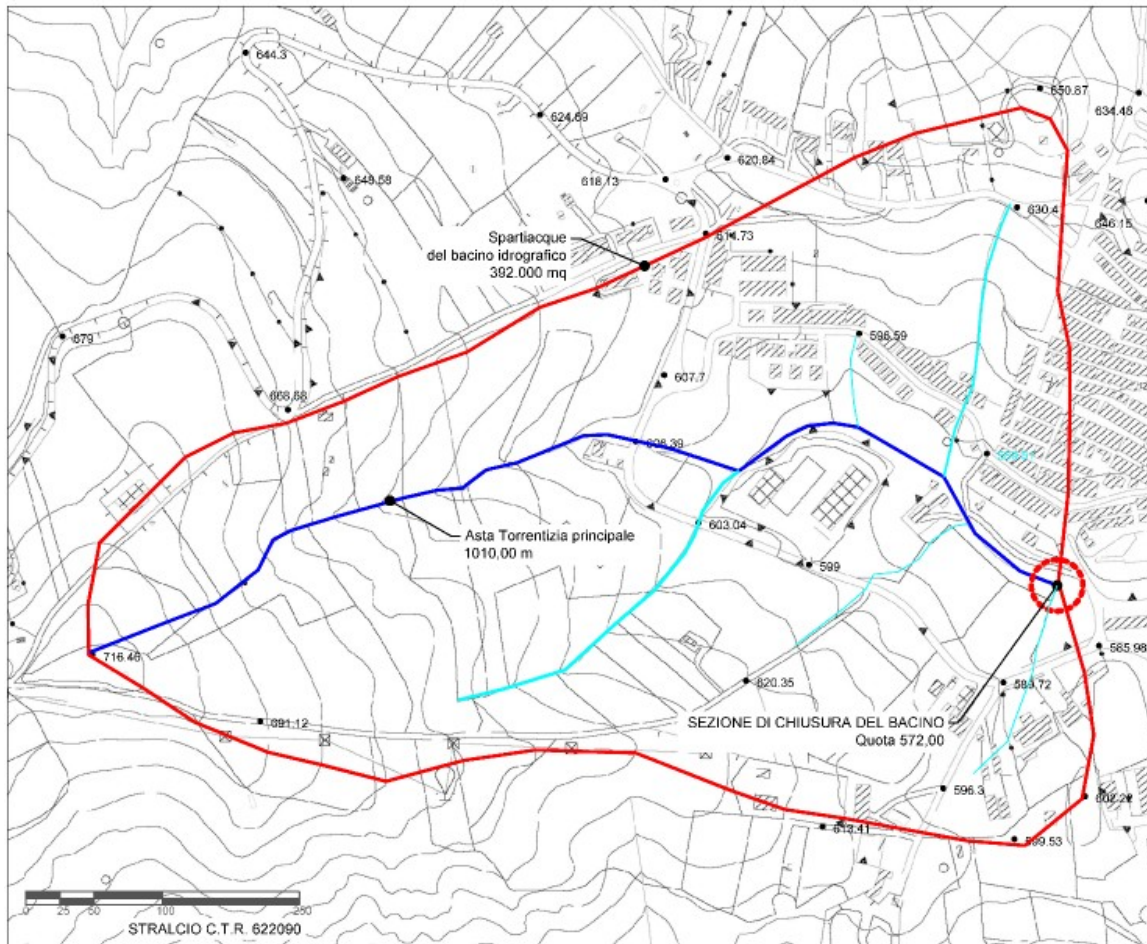 650.87
644.3
634.48
624.69
620.84
618.13
648.58
630.4
646.15
Spartiacque
del bacino idrografico
392.000 mq
614.73
679
596.59
607.7
668.68
606.39
603.04
Asta Torrentizia principale
1010,00 m
599
716.46
585.98
620.35
589.72
691.12
SEZIONE DI CHIUSURA DEL BACINO
Quota 572,00
596.3
602.22
613.41
599.53
0 25 50 100 250
STRALCIO C.T.R. 622090